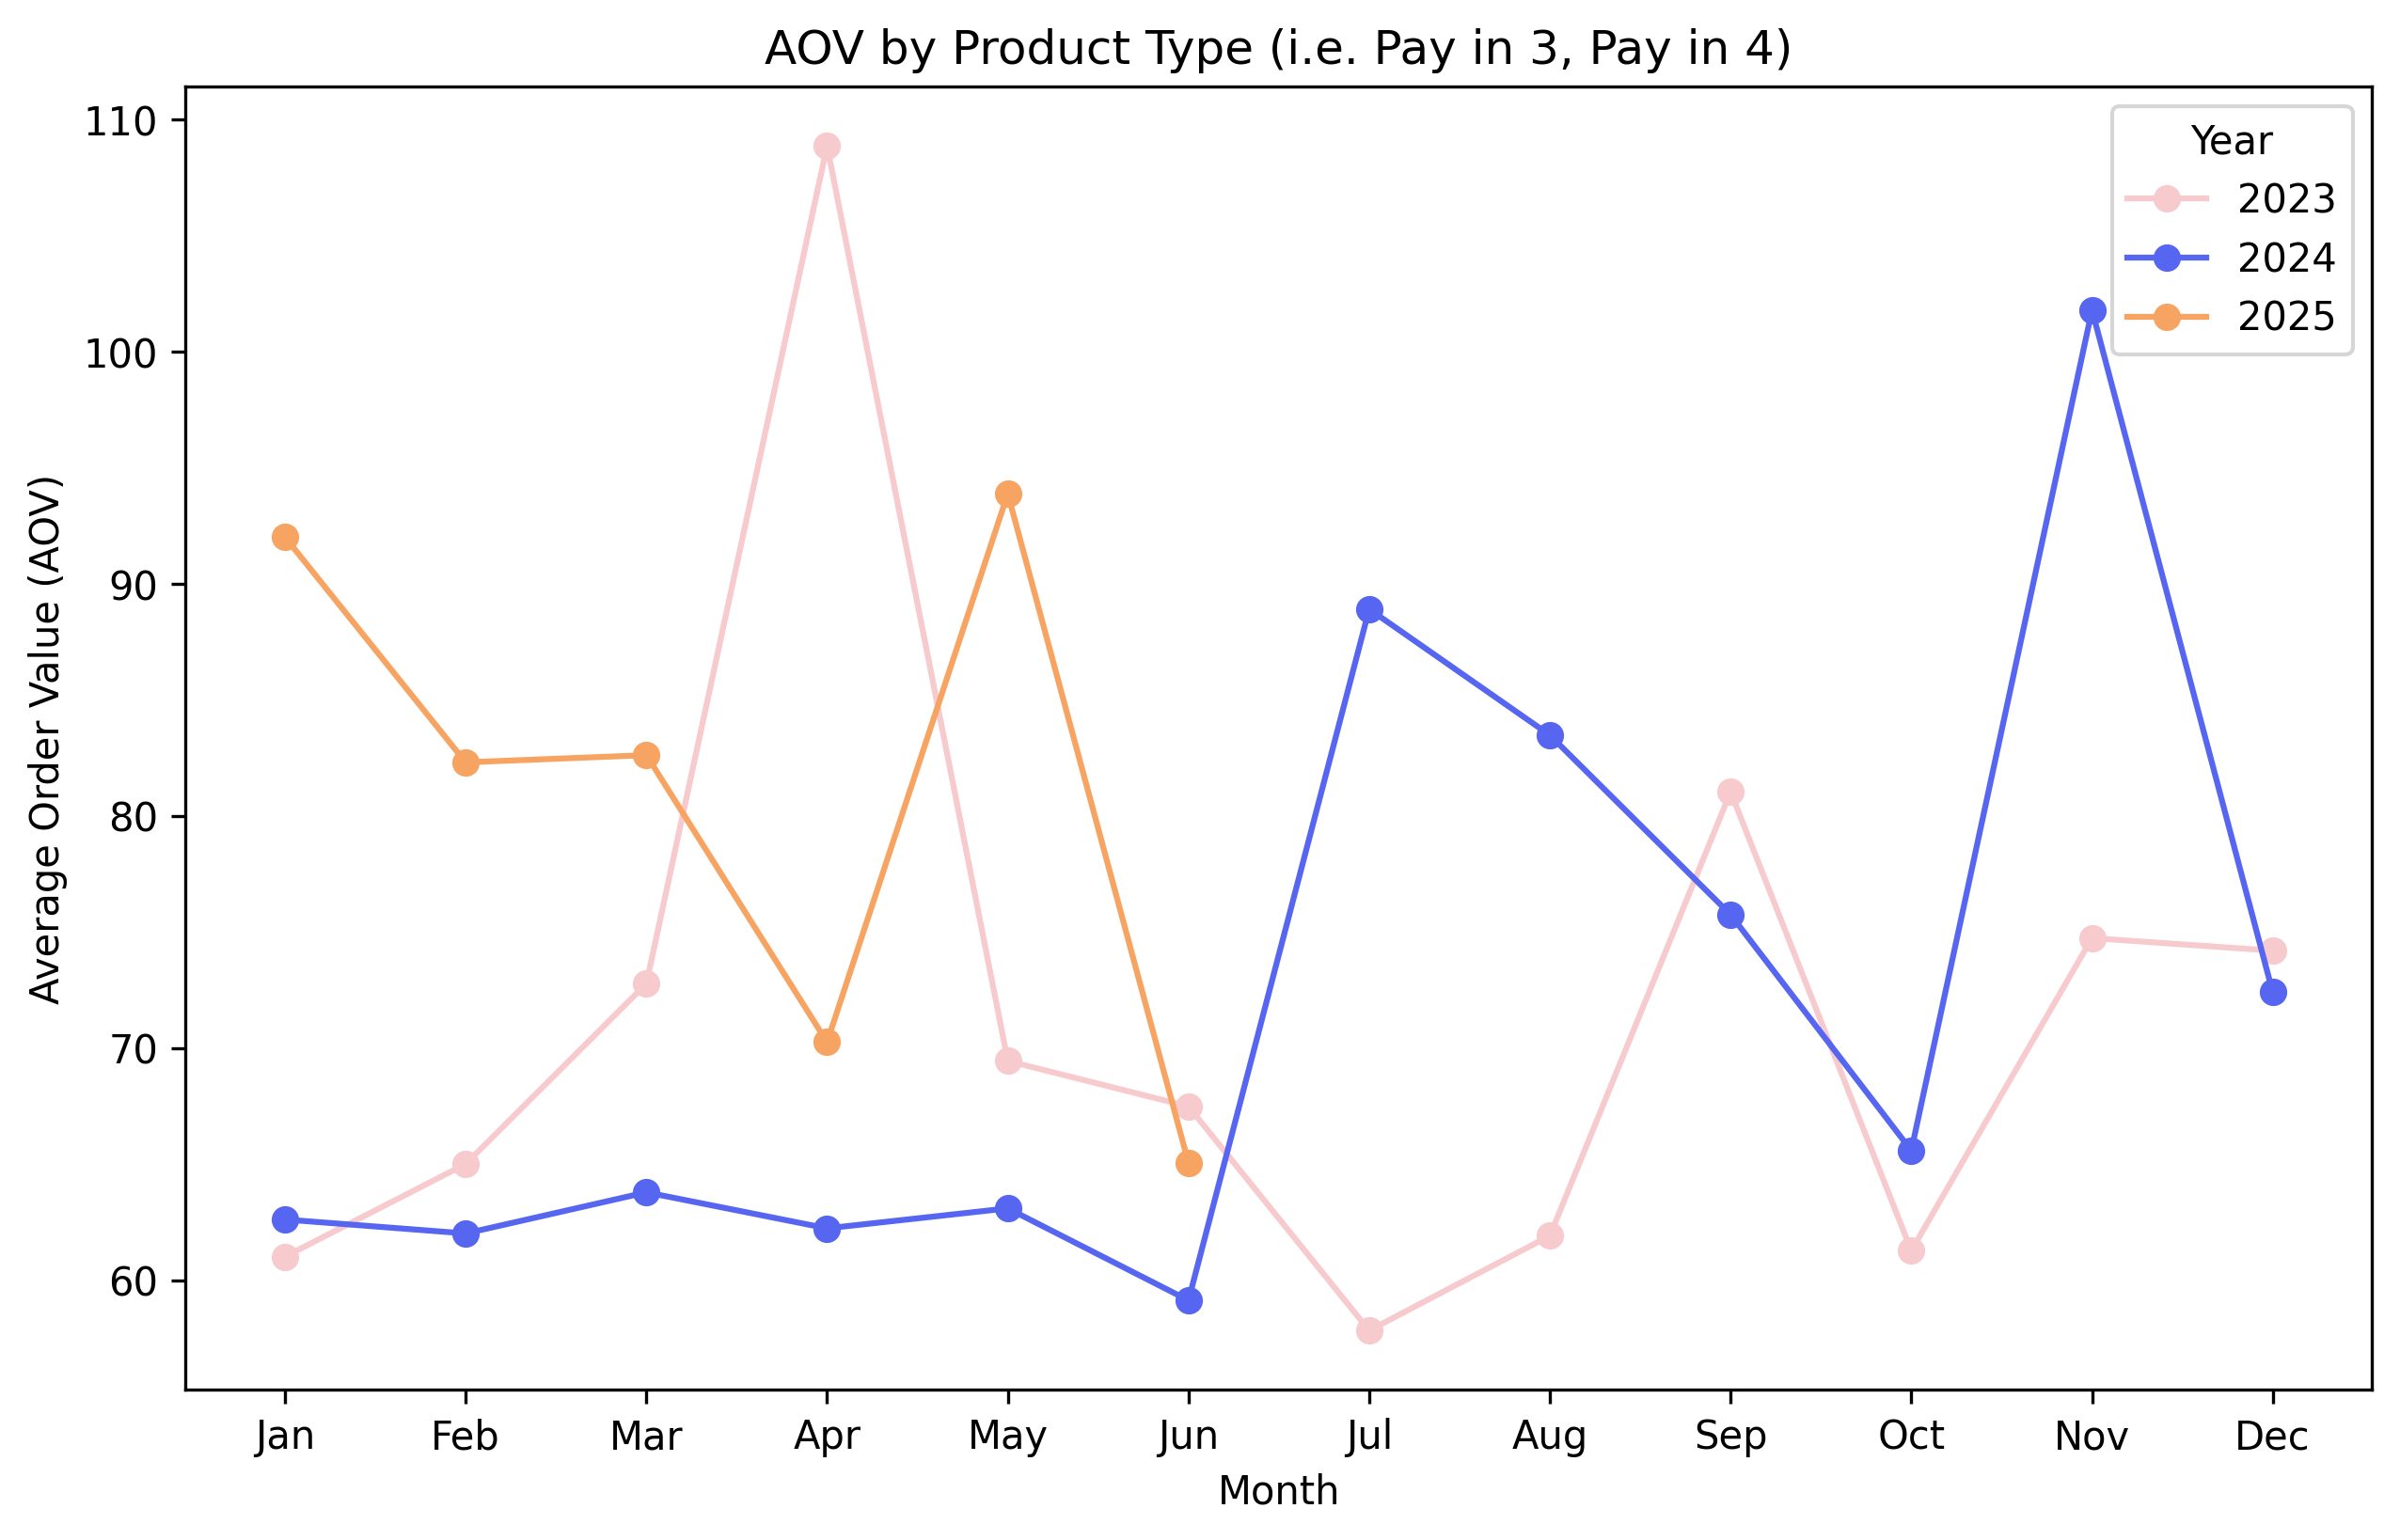 AOV by Product Type (i.e. Pay in 3, Pay in 4)
Average Order Value (AOV)
110
100
90
80
70
60
Year
2023
2024
2025
Jan Feb Mar Apr May Jun Jul Aug Sep Oct Nov Dec
Month